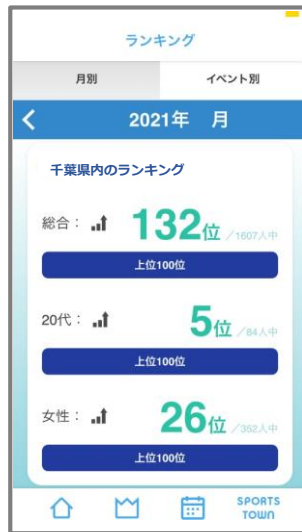 ランキング
月別 イベント別
2021年 月
千葉県内のランキング
総合： 132位 /1607人中
上位100位
20代： 5位 /84人中
上位100位
女性： 26位 /352人中
上位100位
SPORTS
TOWN